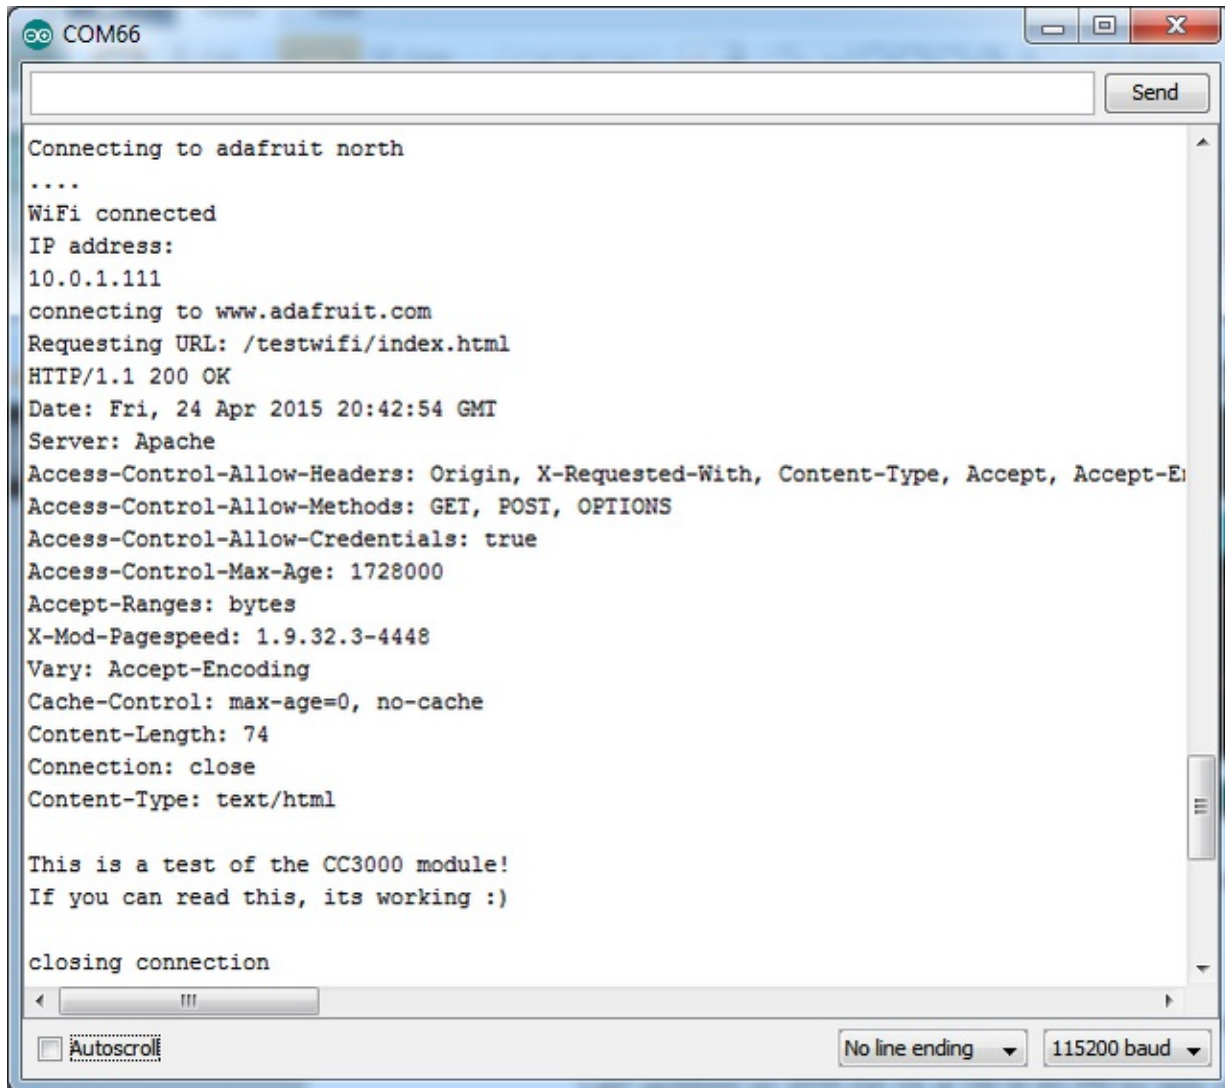 COM66
Send
Connecting to adafruit north
....
WiFi connected
IP address:
10.0.1.111
connecting to www.adafruit.com
Requesting URL: /testwifi/index.html
HTTP/1.1 200 OK
Date: Fri, 24 Apr 2015 20:42:54 GMT
Server: Apache
Access-Control-Allow-Headers: Origin, X-Requested-With, Content-Type, Accept, Accept-
Access-Control-Allow-Methods: GET, POST, OPTIONS
Access-Control-Allow-Credentials: true
Access-Control-Max-Age: 1728000
Accept-Ranges: bytes
X-Mod-Pagespeed: 1.9.32.3-4448
Vary: Accept-Encoding
Cache-Control: max-age=0, no-cache
Content-Length: 74
Connection: close
Content-Type: text/html

This is a test of the CC3000 module!
If you can read this, its working :)

closing connection
Autoscroll
No line ending
115200 baud